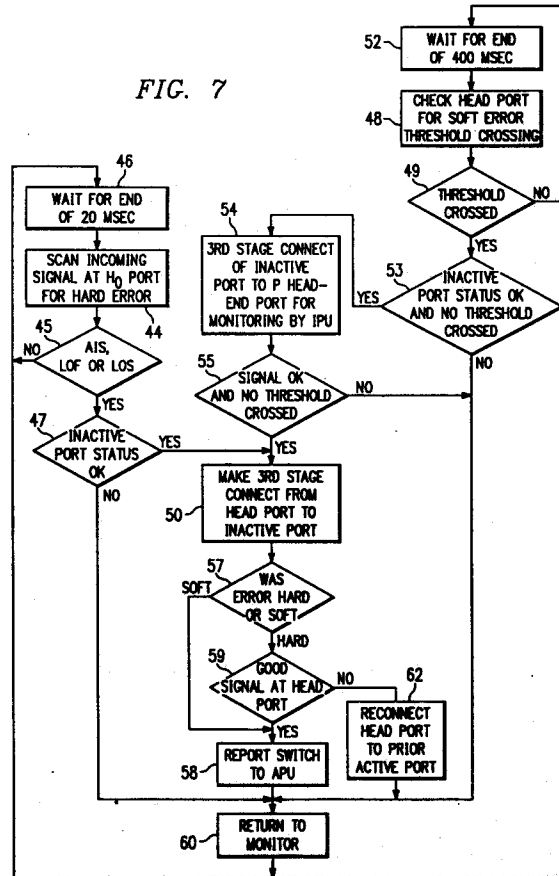 FIG. 7
52
WAIT FOR END
OF 400 MSEC
48
CHECK HEAD PORT
FOR SOFT ERROR
THRESHOLD CROSSING
49
THRESHOLD
CROSSED
NO
YES
53
INACTIVE
PORT STATUS OK
AND NO THRESHOLD
CROSSED
YES
NO
46
WAIT FOR END
OF 20 MSEC
SCAN INCOMING
SIGNAL AT H0 PORT
FOR HARD ERROR
44
45
AIS,
LOF OR LOS
NO
YES
47
INACTIVE
PORT STATUS
OK
YES
NO
54
3RD STAGE CONNECT
OF INACTIVE
PORT TO P HEAD-
END PORT FOR
MONITORING BY IPU
55
SIGNAL OK
AND NO THRESHOLD
CROSSED
NO
YES
MAKE 3RD STAGE
CONNECT FROM
HEAD PORT TO
INACTIVE PORT
50
57
WAS
ERROR HARD
OR SOFT
SOFT
HARD
59
GOOD
SIGNAL AT HEAD
PORT
NO
YES
62
RECONNECT
HEAD PORT
TO PRIOR
ACTIVE PORT
REPORT SWITCH
TO APU
58
RETURN TO
MONITOR
60